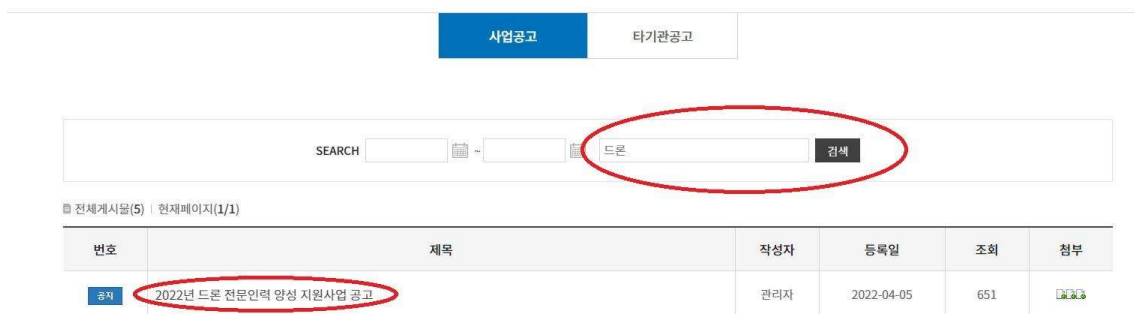 사업공고 타기관공고
SEARCH ~ 드론 검색
전체게시물(5) | 현재페이지(1/1)
번호 제목 작성자 등록일 조회 첨부
공지 2022년 드론 전문인력 양성 지원사업 공고 관리자 2022-04-05 651